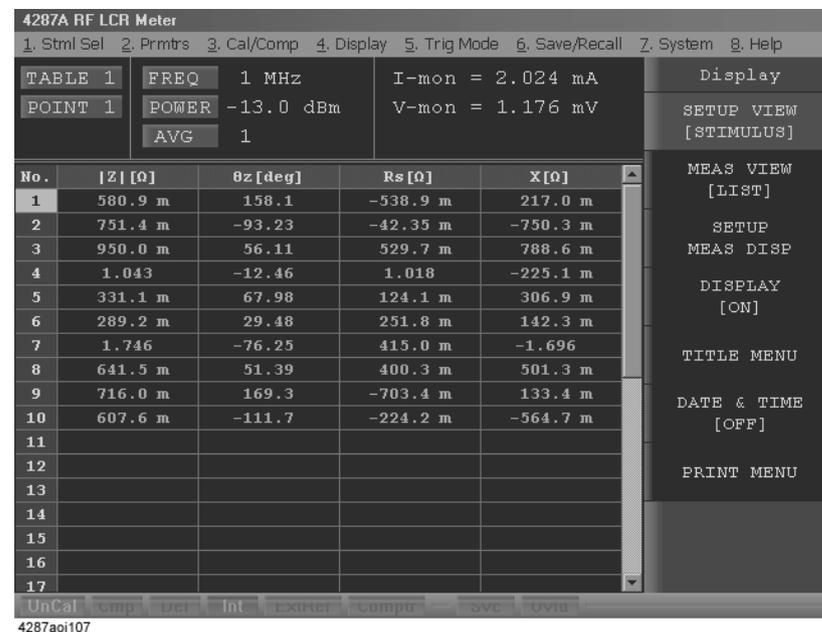 4287A RF LCR Meter
1. Stml Sel 2. Prmtrs 3. Cal/Comp 4. Display 5. Trig Mode 6. Save/Recall 7. System 8. Help
TABLE 1 FREQ 1 MHz I-mon = 2.024 mA
POINT 1 POWER -13.0 dBm V-mon = 1.176 mV
AVG 1
Display
SETUP VIEW
[STIMULUS]
MEAS VIEW
[LIST]
SETUP
MEAS DISP
DISPLAY
[ON]
TITLE MENU
DATE & TIME
[OFF]
PRINT MENU
No. |Z|[Ω] θz[deg] Rs[Ω] X[Ω]
1 580.9 m 158.1 -538.9 m 217.0 m
2 751.4 m -93.23 -42.35 m -750.3 m
3 950.0 m 56.11 529.7 m 788.6 m
4 1.043 -12.46 1.018 -225.1 m
5 331.1 m 67.98 124.1 m 306.9 m
6 289.2 m 29.48 251.8 m 142.3 m
7 1.746 -76.25 415.0 m -1.696
8 641.5 m 51.39 400.3 m 501.3 m
9 716.0 m 169.3 -703.4 m 133.4 m
10 607.6 m -111.7 -224.2 m -564.7 m
11
12
13
14
15
16
17
UnCal Cmp Del Int ExtRef Comptr Svc Ovld
4287aoj107